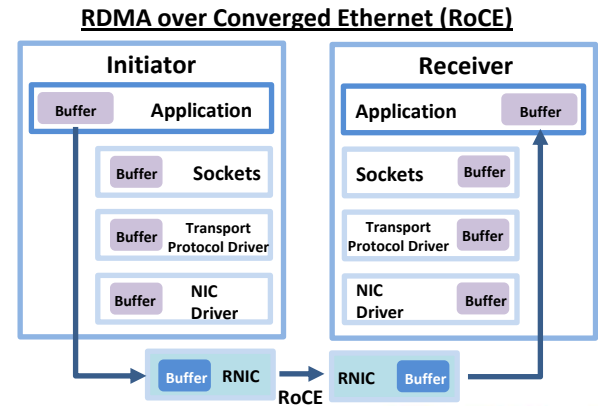 RDMA over Converged Ethernet (RoCE)
Initiator
Buffer Application
Buffer Sockets
Buffer Transport
Protocol Driver
Buffer NIC
Driver
Buffer RNIC
RoCE
Receiver
Application Buffer
Sockets Buffer
Transport
Protocol Driver Buffer
NIC
Driver Buffer
RNIC Buffer